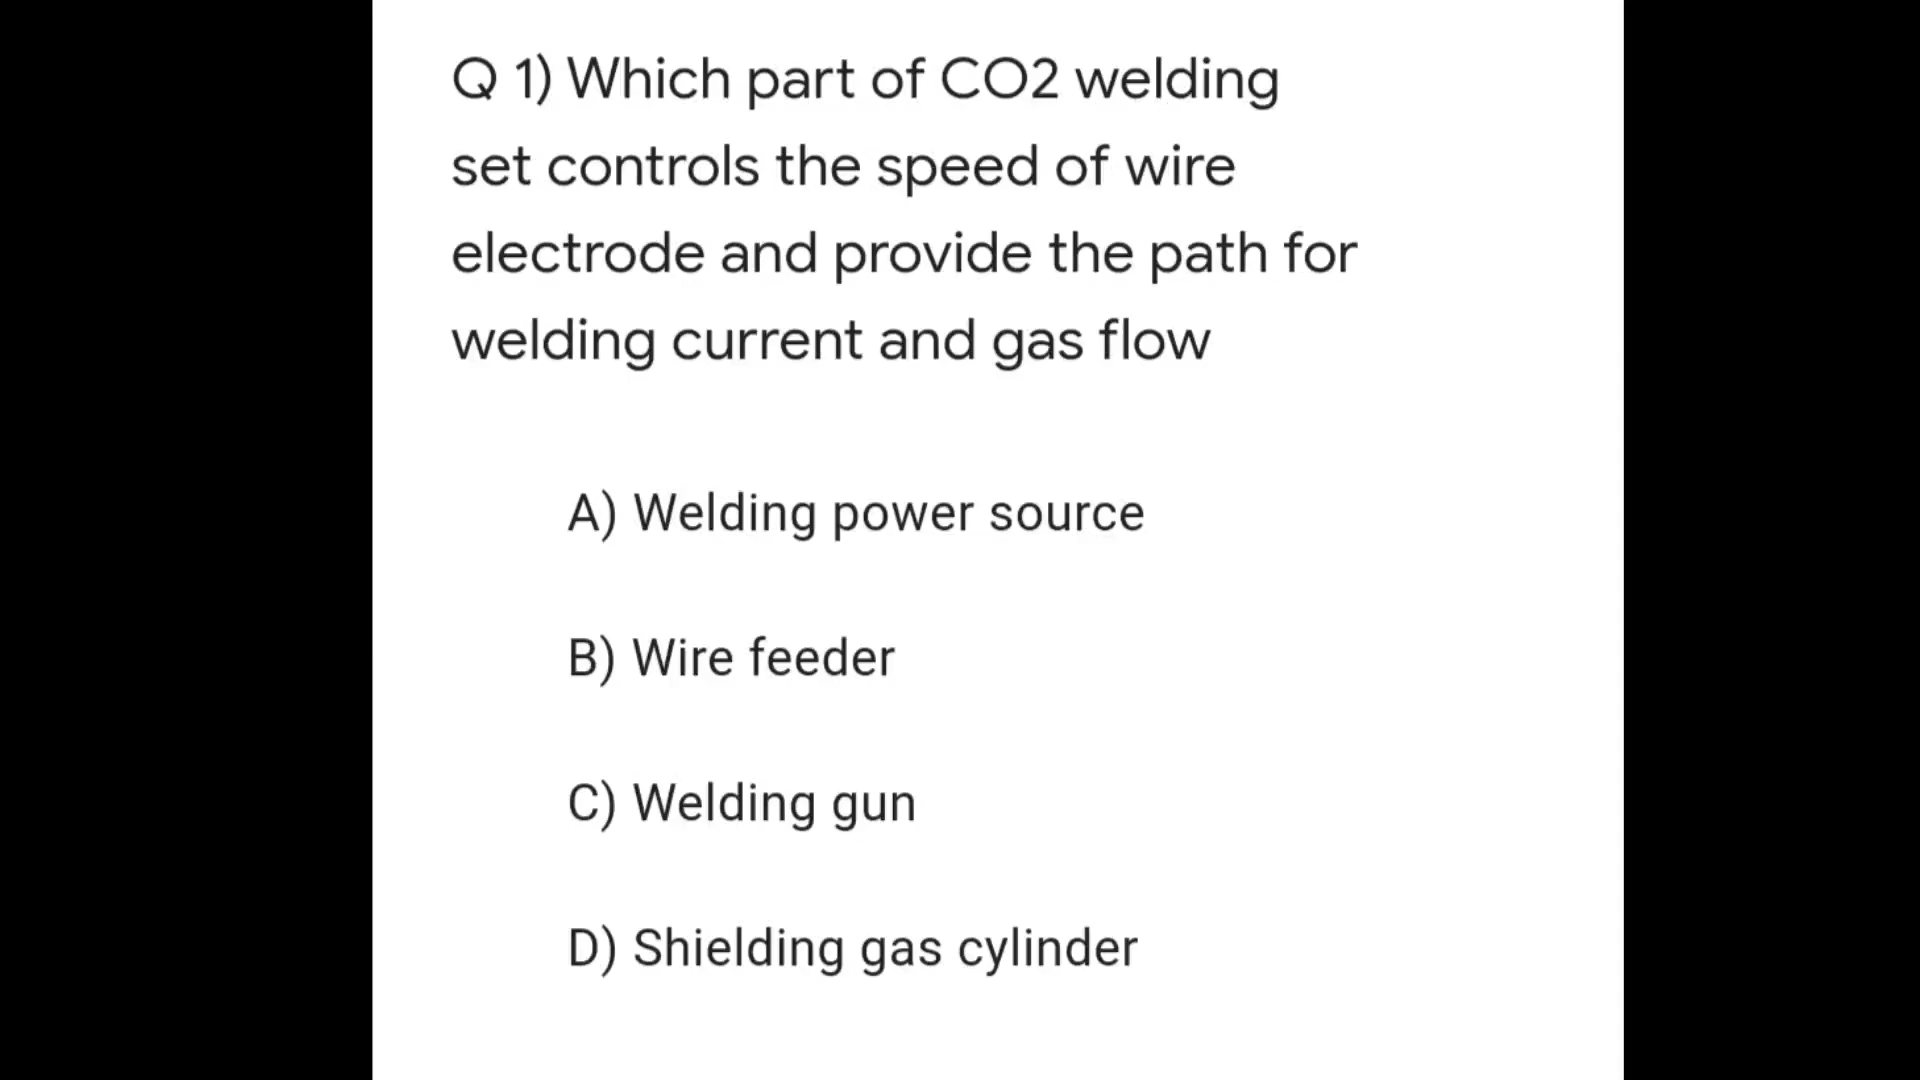 Q 1) Which part of CO2 welding
set controls the speed of wire
electrode and provide the path for
welding current and gas flow
A) Welding power source
B) Wire feeder
C) Welding gun
D) Shielding gas cylinder